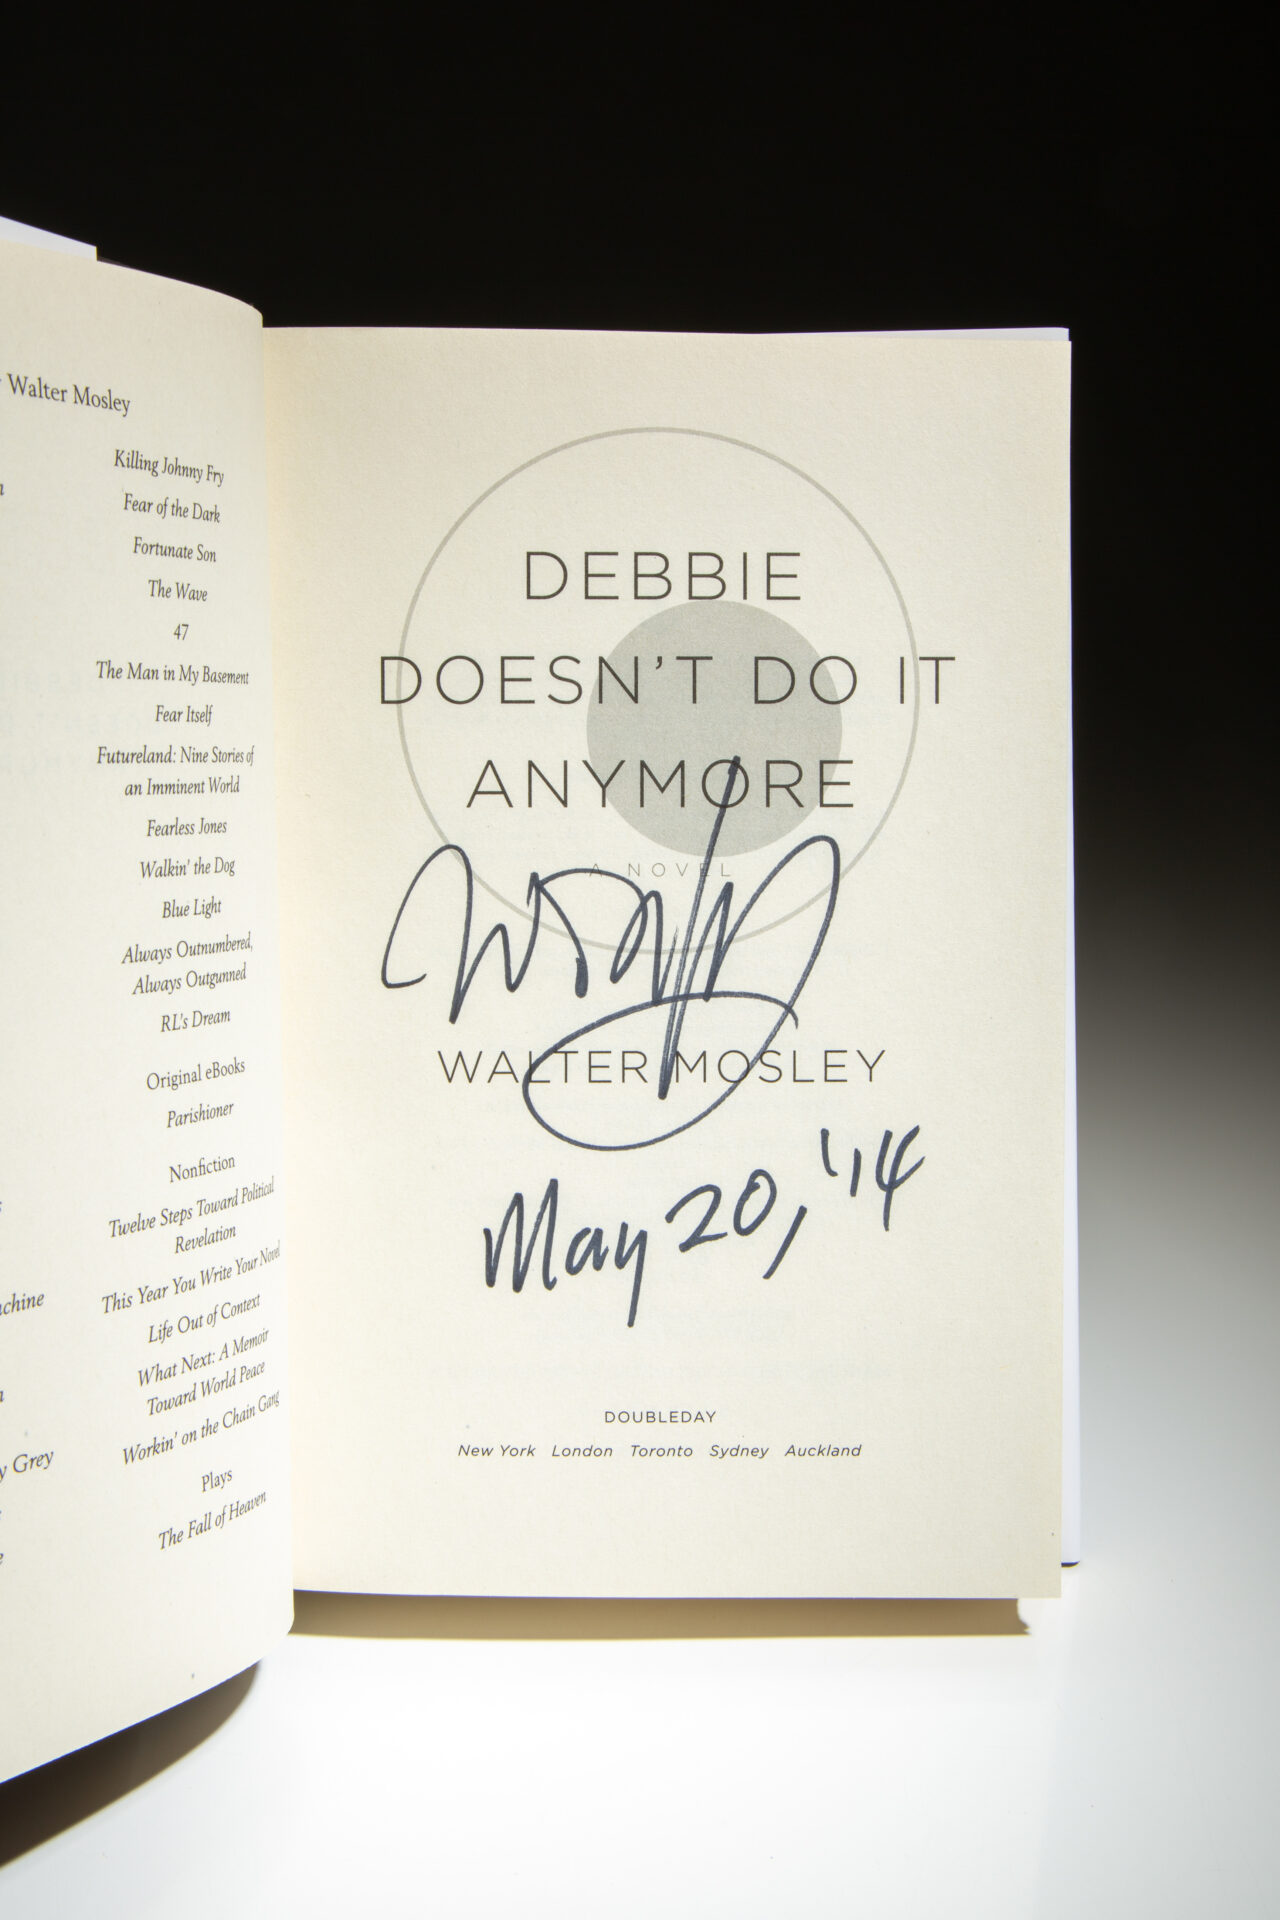 Walter Mosley
Killing Johnny Fry
Fear of the Dark
Fortunate Son
The Wave
47
The Man in My Basement
Fear Itself
Futureland: Nine Stories of
an Imminent World
Fearless Jones
Walkin' the Dog
Blue Light
Always Outnumbered,
Always Outgunned
RL's Dream
Original eBooks
Parishioner
Nonfiction
Twelve Steps Toward Political
Revelation
This Year You Write Your Novel
Life Out of Context
What Next: A Memoir
Toward World Peace
Workin' on the Chain Gang
Plays
The Fall of Heaven
Grey
DEBBIE
DOESN'T DO IT
ANYMORE
A NOVEL
WALTER MOSLEY
May 20, '14
DOUBLEDAY
New York London Toronto Sydney Auckland